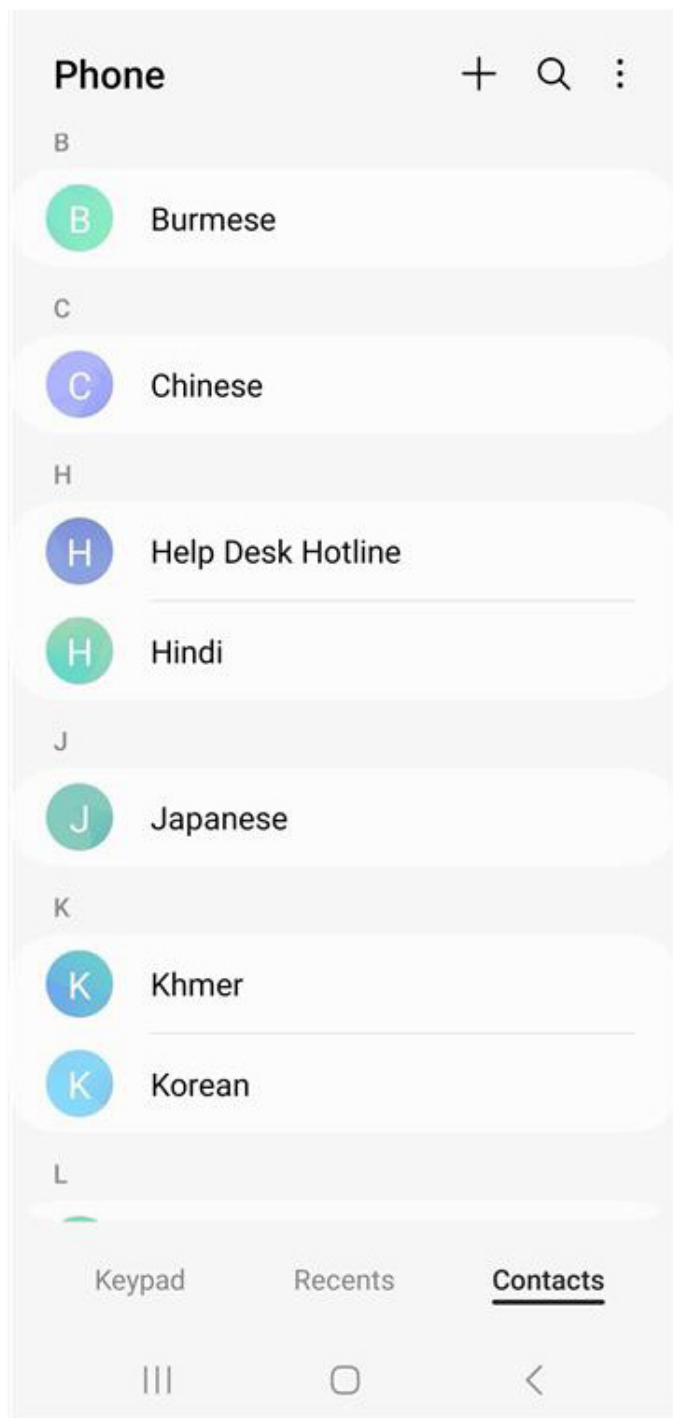 Phone
B
B Burmese
C
C Chinese
H
H Help Desk Hotline
H Hindi
J
J Japanese
K
K Khmer
K Korean
L
Keypad Recents Contacts